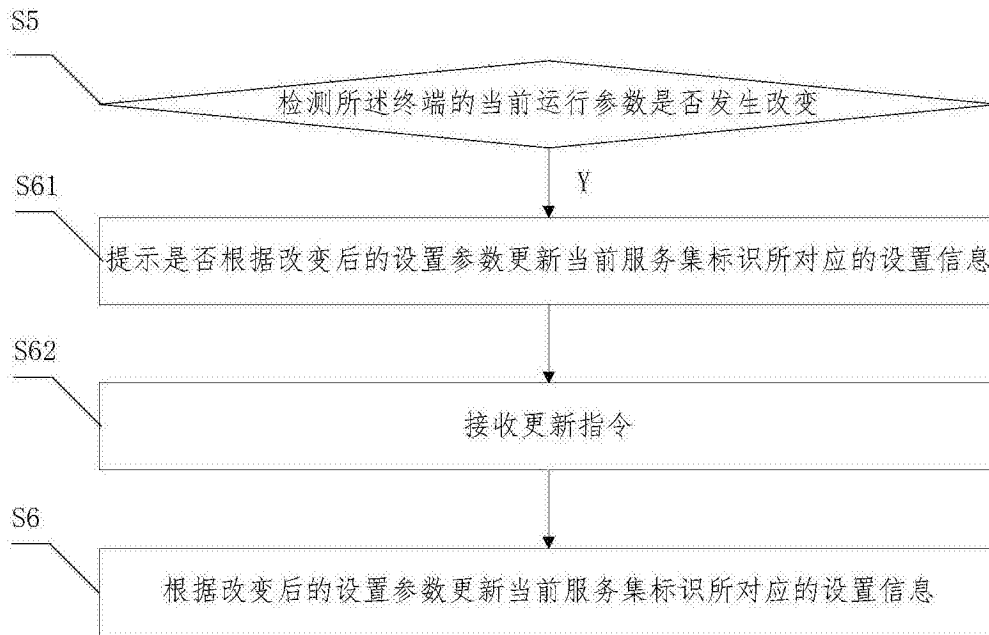 S5
检测所述终端的当前运行参数是否发生改变
Y
S61
提示是否根据改变后的设置参数更新当前服务集标识所对应的设置信息
S62
接收更新指令
S6
根据改变后的设置参数更新当前服务集标识所对应的设置信息